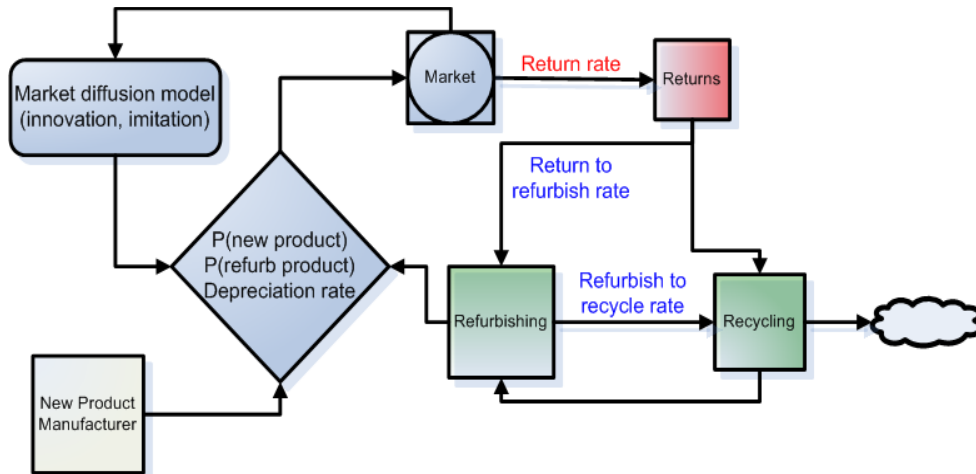 Market
Return rate
Returns
Market diffusion model
(innovation, imitation)
Return to
refurbish rate
P(new product)
P(refurb product)
Depreciation rate
Refurbishing
Refurbish to
recycle rate
Recycling
New Product
Manufacturer